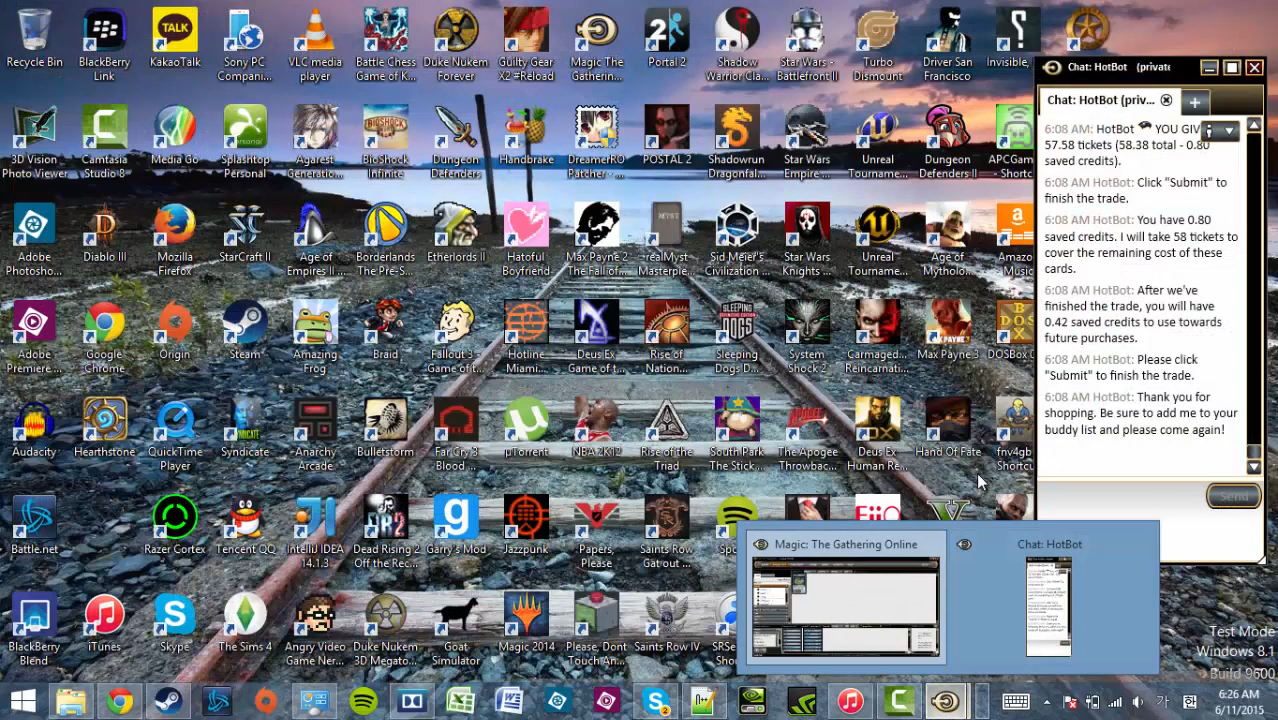 Recycle Bin
BlackBerry
Link
KakaoTalk
Sony PC
Compani...
VLC media
player
Battle Chess
Game of K...
Duke Nukem
Forever
Guilty Gear
X2 #Reload
Magic The
Gatherin...
Portal 2
Shadow
Warrior Cla...
Star Wars -
Battlefront II
Turbo
Dismount
Driver San
Francisco
Invisible,
3D Vision
Photo Viewer
Camtasia
Studio 8
Media Go
Splashtop
Personal
Agarest
Generatio...
BioShock
Infinite
Dungeon
Defenders
Handbrake
DreamerRO
Patcher - ...
POSTAL 2
Shadowrun
Dragonfal...
Star Wars
Empire ...
Unreal
Tourname...
Dungeon
Defenders II
APCGam
- Shortc
Adobe
Photosho...
Diablo III
Mozilla
Firefox
StarCraft II
Age of
Empires II ...
Borderlands
The Pre-S...
Etherlords II
Hatoful
Boyfriend
Max Payne 2
The Fall of...
realMyst
Masterpie...
Sid Meier's
Civilization ...
Star Wars
Knights ...
Unreal
Tourname...
Age of
Mytholo...
Amazo
Music
Adobe
Premiere ...
Google
Chrome
Origin
Steam
Amazing
Frog
Braid
Fallout 3 -
Game of t...
Hotline
Miami...
Deus Ex -
Game of t...
Rise of
Nation...
Sleeping
Dogs D...
System
Shock 2
Carmaged...
Reincarnati...
Max Payne 3
DOSBox 0
Audacity
Hearthstone
QuickTime
Player
Syndicate
Anarchy
Arcade
Bulletstorm
Far Cry 3
Blood ...
µTorrent
NBA 2K12
Rise of the
Triad
South Park
The Stick ...
The Apogee
Throwbac...
Deus Ex
Human Re...
Hand Of Fate
fnv4gb
Shortcu
Battle.net
Razer Cortex
Tencent QQ
IntelliJ IDEA
14.1.3
Dead Rising 2
Off the Rec...
Garry's Mod
Jazzpunk
Papers,
Please
Saints Row
Gat out ...
Spo
BlackBerry
Blend
iTunes
Skype
The Sims 4
Angry Video
Game Ner...
Duke Nukem
3D Megato...
Goat
Simulator
Magic 2014
Please, Dont
Touch An...
Saints Row IV
SRSe
Sho
Chat: HotBot (private
Chat: HotBot (priv...
6:08 AM: HotBot YOU GIV
57.58 tickets (58.38 total - 0.80
saved credits).
6:08 AM HotBot: Click "Submit" to
finish the trade.
6:08 AM HotBot: You have 0.80
saved credits. I will take 58 tickets to
cover the remaining cost of these
cards.
6:08 AM HotBot: After we've
finished the trade, you will have
0.42 saved credits to use towards
future purchases.
6:08 AM HotBot: Please click
"Submit" to finish the trade.
6:08 AM HotBot: Thank you for
shopping. Be sure to add me to your
buddy list and please come again!
Send
Magic: The Gathering Online
Chat: HotBot
Test Mode
Windows 8.1
Build 9600
6:26 AM
6/11/2015